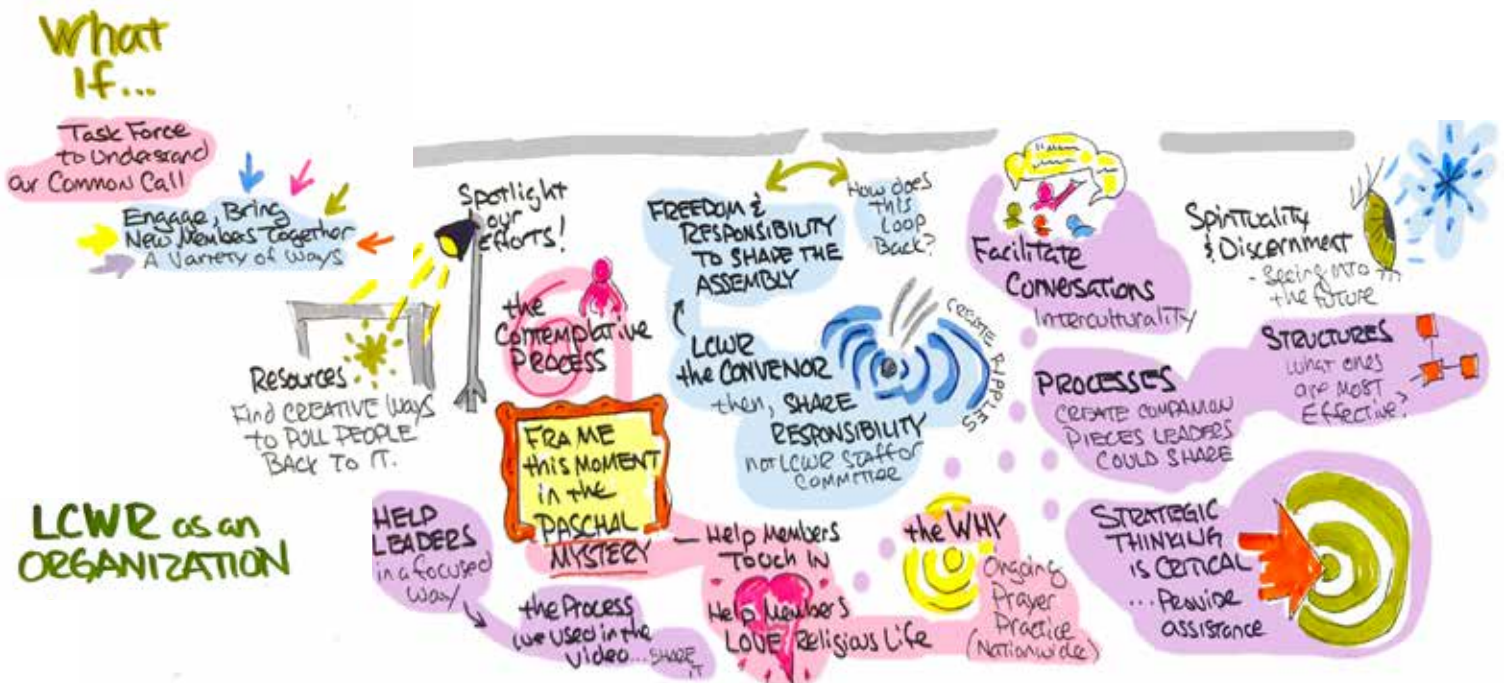 What
If...
Task Force
to Understand
our Common Call
Engage, Bring
New Members Together
A Variety of Ways
Spotlight
our
Efforts!
Resources
Find CREATIVE Ways
to PULL PEOPLE
BACK TO IT.
LCWR as an
ORGANIZATION
the
Contemplative
PROCESS
FRAME
this MOMENT
in the
PASCHAL
MYSTERY
HELP
LEADERS
in a focused
way
the Process
we used in the
video... SHARE
IT
FREEDOM &
RESPONSIBILITY
TO SHAPE THE
ASSEMBLY
How does
This
Loop
Back?
LCWR
the CONVENOR
then, SHARE
RESPONSIBILITY
not LCWR Staff or
COMMITTEE
CREATE RIPPLES
Help Members
Touch In
Help Members
LOVE Religious Life
the WHY
Ongoing
Prayer
Practice
(Nationwide)
Facilitate
Conversations
Interculturality
Spirituality
& Discernment
- Seeing into
the future
PROCESSES
CREATE COMPANION
PIECES LEADERS
COULD SHARE
STRUCTURES
What ones
are most
Effective?
STRATEGIC
THINKING
IS CRITICAL
... Provide
assistance